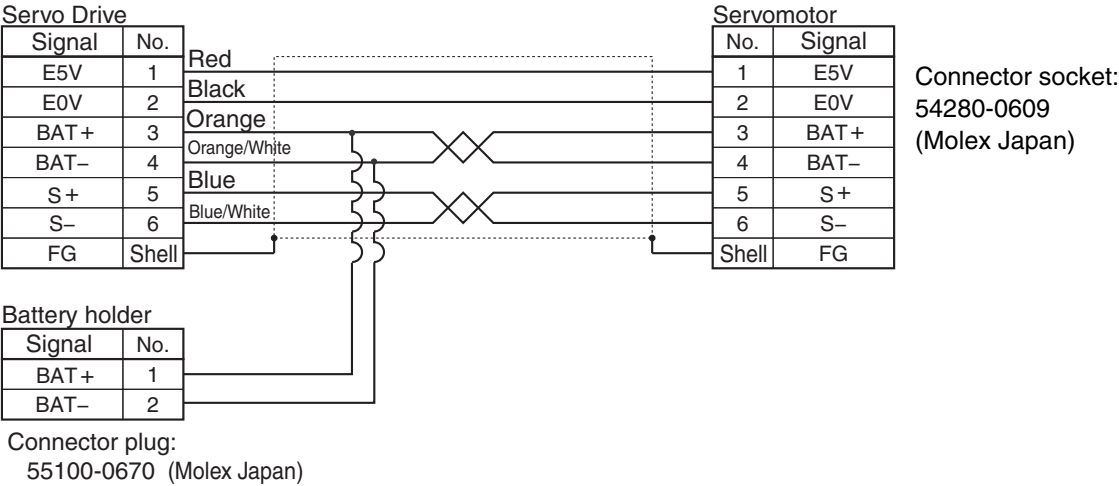 Servo Drive
Signal No.
E5V 1 Red
E0V 2 Black
BAT+ 3 Orange
BAT− 4 Orange/White
S+ 5 Blue
S− 6 Blue/White
FG Shell
Servomotor
No. Signal
1 E5V
2 E0V
3 BAT+
4 BAT−
5 S+
6 S−
Shell FG
Connector socket:
54280-0609
(Molex Japan)
Battery holder
Signal No.
BAT+ 1
BAT− 2
Connector plug:
55100-0670 (Molex Japan)